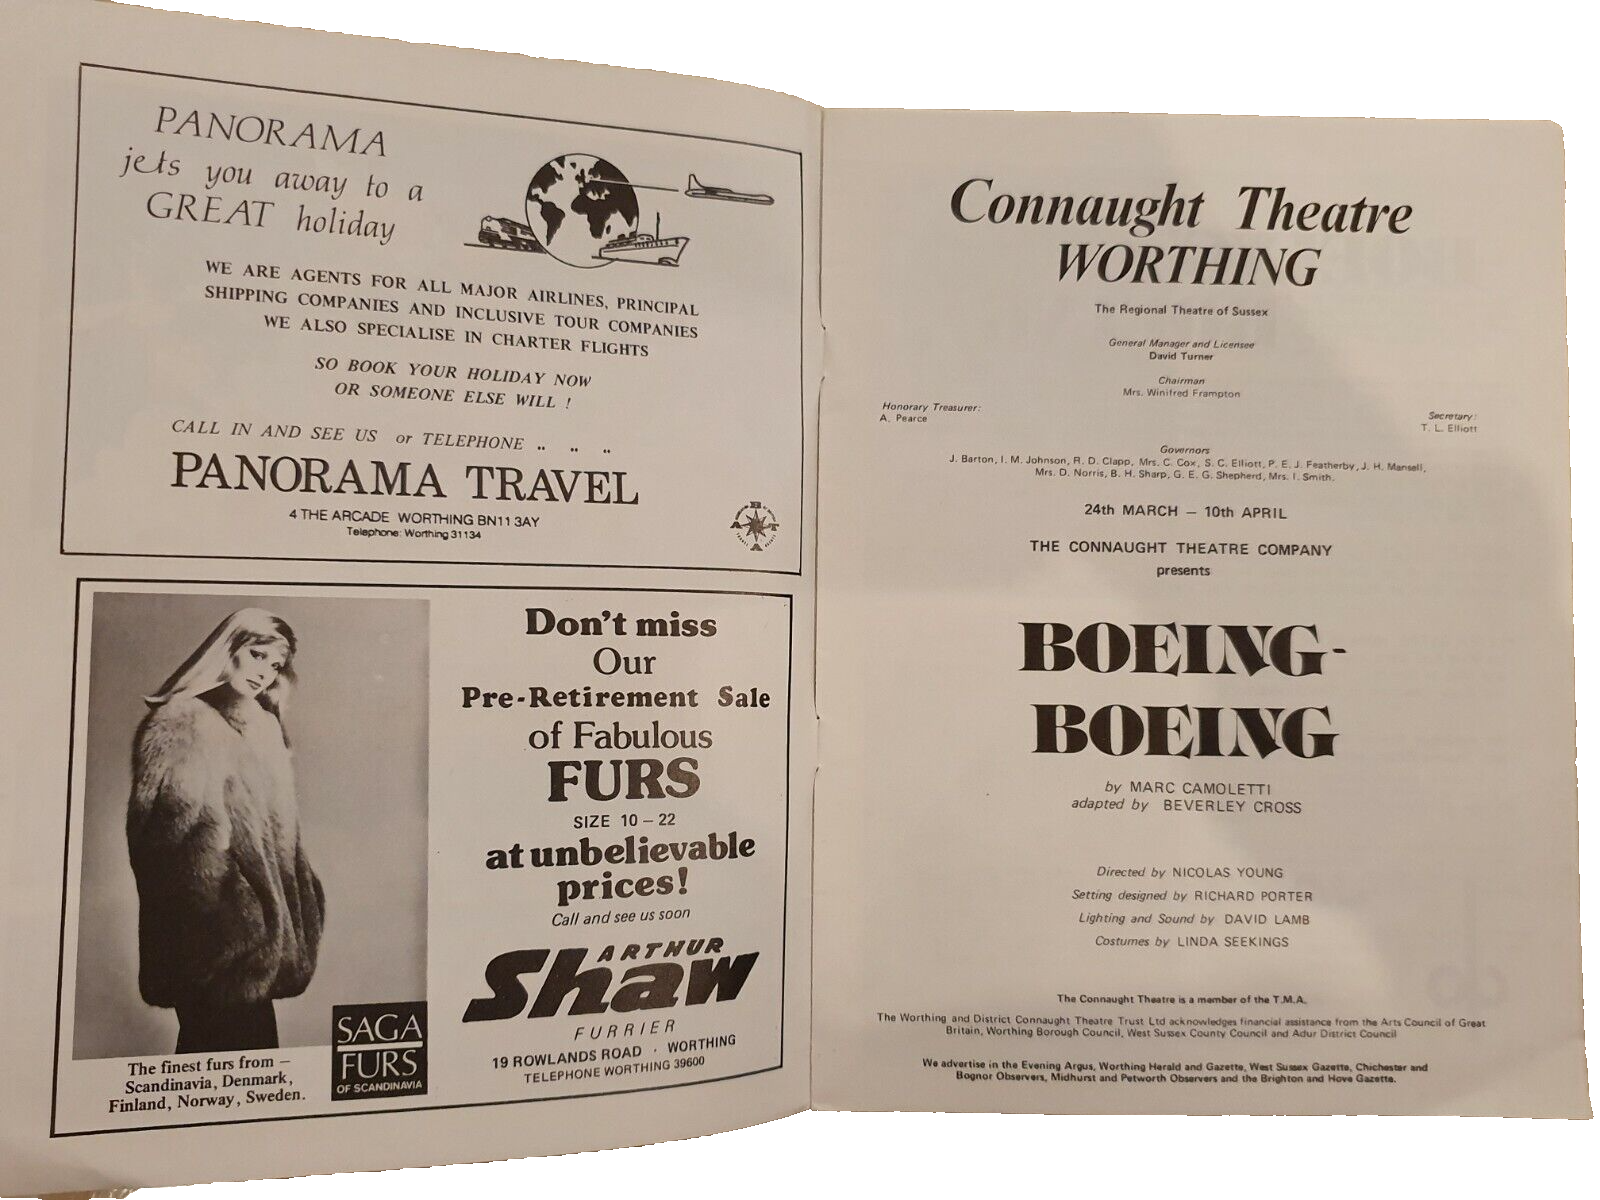 PANORAMA
jets you away to a
GREAT holiday
WE ARE AGENTS FOR ALL MAJOR AIRLINES, PRINCIPAL
SHIPPING COMPANIES AND INCLUSIVE TOUR COMPANIES
WE ALSO SPECIALISE IN CHARTER FLIGHTS
SO BOOK YOUR HOLIDAY NOW
OR SOMEONE ELSE WILL !
CALL IN AND SEE US or TELEPHONE .. .. ..
PANORAMA TRAVEL
4 THE ARCADE WORTHING BN11 3AY
Telephone: Worthing 31134
ABTA
Don't miss
Our
Pre-Retirement Sale
of Fabulous
FURS
SIZE 10 – 22
at unbelievable
prices!
Call and see us soon
ARTHUR
Shaw
FURRIER
19 ROWLANDS ROAD . WORTHING
TELEPHONE WORTHING 39600
SAGA
FURS
OF SCANDINAVIA
The finest furs from –
Scandinavia, Denmark,
Finland, Norway, Sweden.
Connaught Theatre
WORTHING
The Regional Theatre of Sussex
General Manager and Licensee
David Turner
Chairman
Mrs. Winifred Frampton
Honorary Treasurer:
A. Pearce
Secretary:
T. L. Elliott
Governors
J. Barton, I. M. Johnson, R. D. Clapp, Mrs. C. Cox, S. C. Elliott, P. E. J. Featherby, J. H. Mansell,
Mrs. D. Norris, B. H. Sharp, G. E. G. Shepherd, Mrs. I. Smith.
24th MARCH – 10th APRIL
THE CONNAUGHT THEATRE COMPANY
presents
BOEING-
BOEING
by MARC CAMOLETTI
adapted by BEVERLEY CROSS
Directed by NICOLAS YOUNG
Setting designed by RICHARD PORTER
Lighting and Sound by DAVID LAMB
Costumes by LINDA SEEKINGS
The Connaught Theatre is a member of the T.M.A.
The Worthing and District Connaught Theatre Trust Ltd acknowledges financial assistance from the Arts Council of Great
Britain, Worthing Borough Council, West Sussex County Council and Adur District Council
We advertise in the Evening Argus, Worthing Herald and Gazette, West Sussex Gazette, Chichester and
Bognor Observers, Midhurst and Petworth Observers and the Brighton and Hove Gazette.